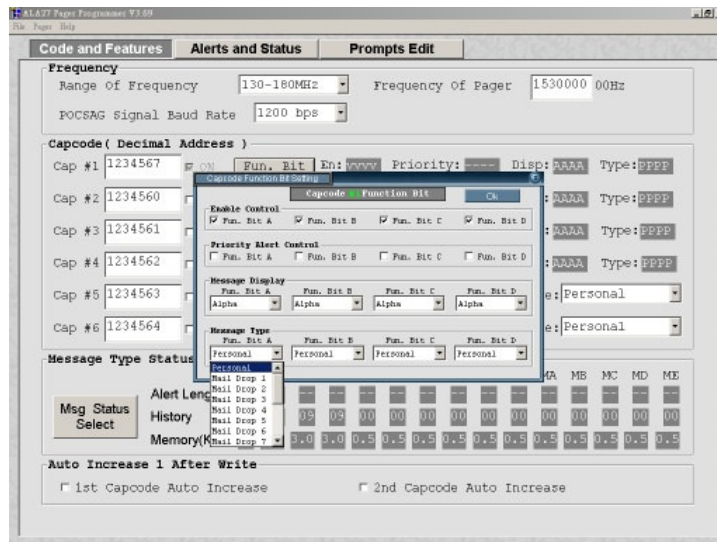 ALA27 Pager Programmer V3.69
File Pager Help
Code and Features Alerts and Status Prompts Edit
Frequency
Range Of Frequency 130-180MHz Frequency Of Pager 1530000 00Hz
POCSAG Signal Baud Rate 1200 bps
Capcode( Decimal Address )
Cap #1 1234567 ON Fun. Bit En: yyyy Priority: ---- Disp: AAAA Type: PPPP
Cap #2 1234560 : AAAA Type: PPPP
Cap #3 1234561 : AAAA Type: PPPP
Cap #4 1234562 : AAAA Type: PPPP
Cap #5 1234563 e: Personal
Cap #6 1234564 e: Personal
Capcode Function Bit Setting
Capcode #1 Function Bit Ok
Enable Control
Fun. Bit A Fun. Bit B Fun. Bit C Fun. Bit D
Priority Alert Control
Fun. Bit A Fun. Bit B Fun. Bit C Fun. Bit D
Message Display
Fun. Bit A Fun. Bit B Fun. Bit C Fun. Bit D
Alpha Alpha Alpha Alpha
Message Type
Fun. Bit A Fun. Bit B Fun. Bit C Fun. Bit D
Personal Personal Personal Personal
Personal
Mail Drop 1
Mail Drop 2
Mail Drop 3
Mail Drop 4
Mail Drop 5
Mail Drop 6
Mail Drop 7
Message Type Stat
MA MB MC MD ME
Msg Status Select
Alert Leng -- -- -- -- -- -- -- -- --
History 09 09 00 00 00 00 00 00 00
Memory(K 3.0 3.0 0.5 0.5 0.5 0.5 0.5 0.5 0.5
Auto Increase 1 After Write
1st Capcode Auto Increase 2nd Capcode Auto Increase